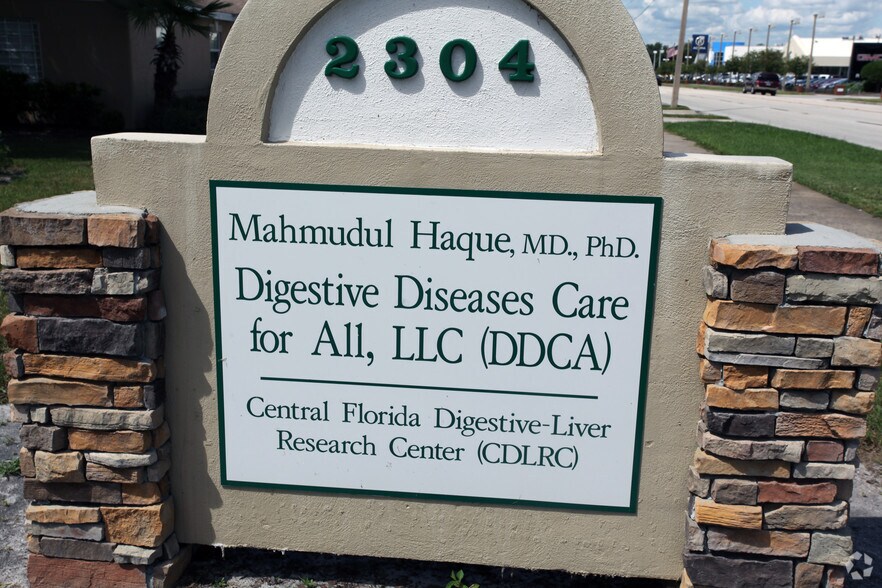 2304
Mahmudul Haque, MD., PhD.
Digestive Diseases Care
for All, LLC (DDCA)
Central Florida Digestive-Liver
Research Center (CDLRC)